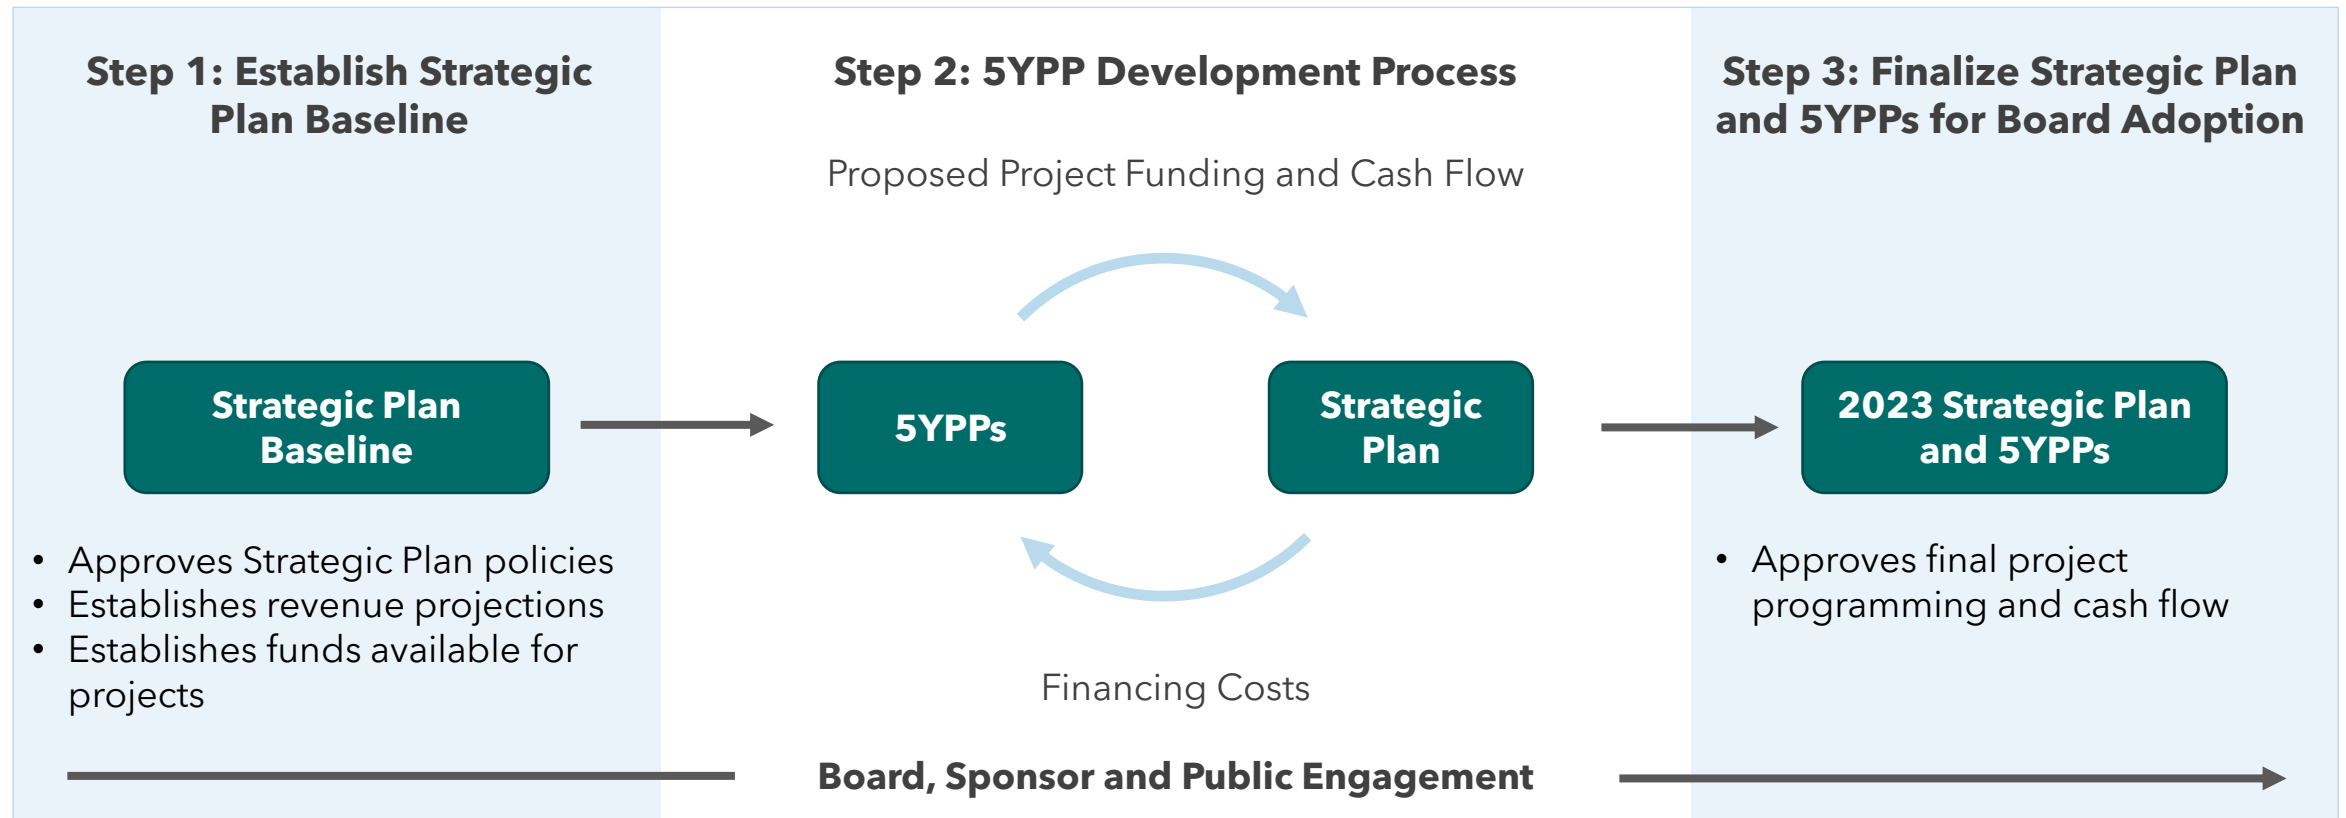 Step 1: Establish Strategic
Plan Baseline
Strategic Plan
Baseline
• Approves Strategic Plan policies
• Establishes revenue projections
• Establishes funds available for
projects
Step 2: 5YPP Development Process
Proposed Project Funding and Cash Flow
5YPPs
Strategic
Plan
Financing Costs
Step 3: Finalize Strategic Plan
and 5YPPs for Board Adoption
2023 Strategic Plan
and 5YPPs
• Approves final project
programming and cash flow
Board, Sponsor and Public Engagement